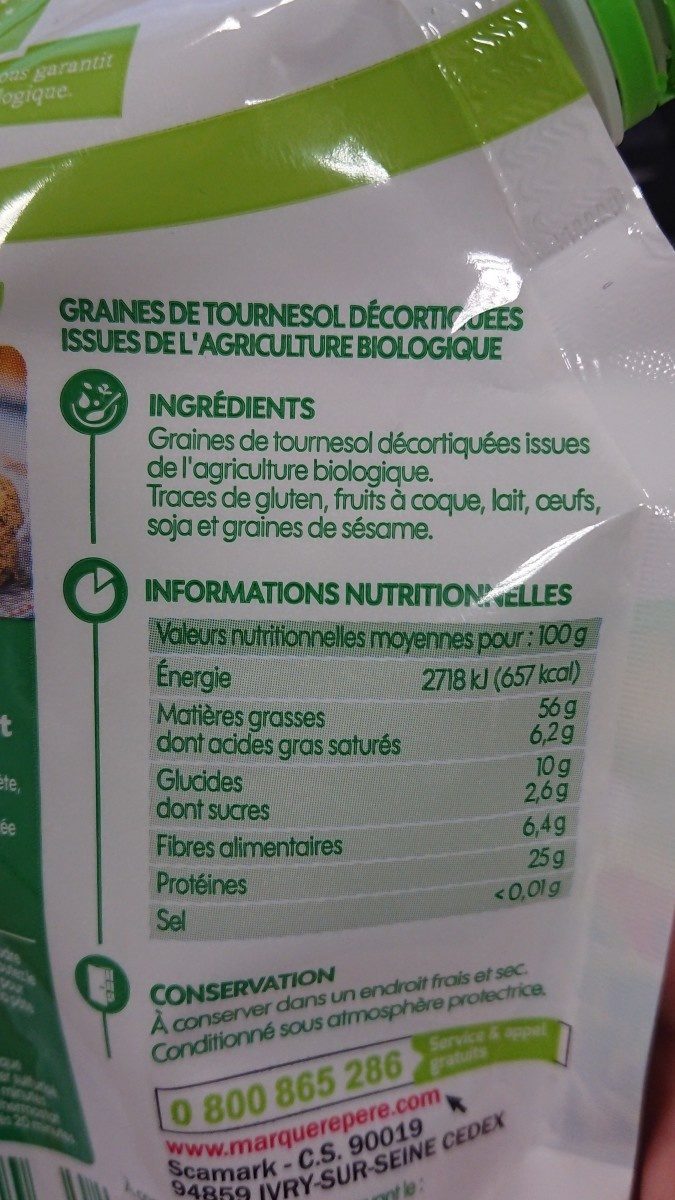 garantit
logique.
GRAINES DE TOURNESOL DÉCORTIQUÉES
ISSUES DE L'AGRICULTURE BIOLOGIQUE
INGRÉDIENTS
Graines de tournesol décortiquées issues
de l'agriculture biologique.
Traces de gluten, fruits à coque, lait, œufs,
soja et graines de sésame.
INFORMATIONS NUTRITIONNELLES
Valeurs nutritionnelles moyennes pour : 100 g
Énergie 2718 kJ (657 kcal)
Matières grasses 56 g
dont acides gras saturés 6,2 g
Glucides 10 g
dont sucres 2,6 g
Fibres alimentaires 6,4 g
Protéines 25 g
Sel <0,01 g
CONSERVATION
À conserver dans un endroit frais et sec.
Conditionné sous atmosphère protectrice.
0 800 865 286 Service & appel
gratuits
www.marquerepere.com
Scamark - C.S. 90019
94859 IVRY-SUR-SEINE CEDEX